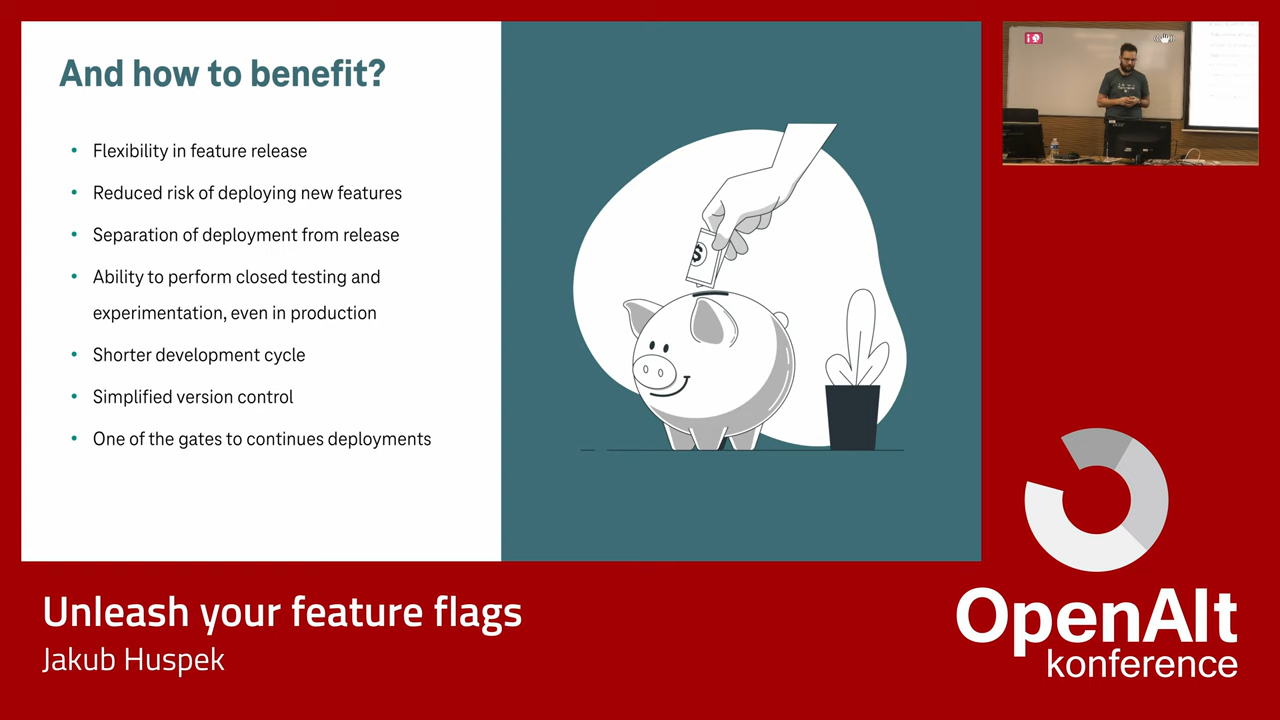 And how to benefit?
• Flexibility in feature release
• Reduced risk of deploying new features
• Separation of deployment from release
• Ability to perform closed testing and
experimentation, even in production
• Shorter development cycle
• Simplified version control
• One of the gates to continues deployments
$
Unleash your feature flags
Jakub Huspek
OpenAlt
konference